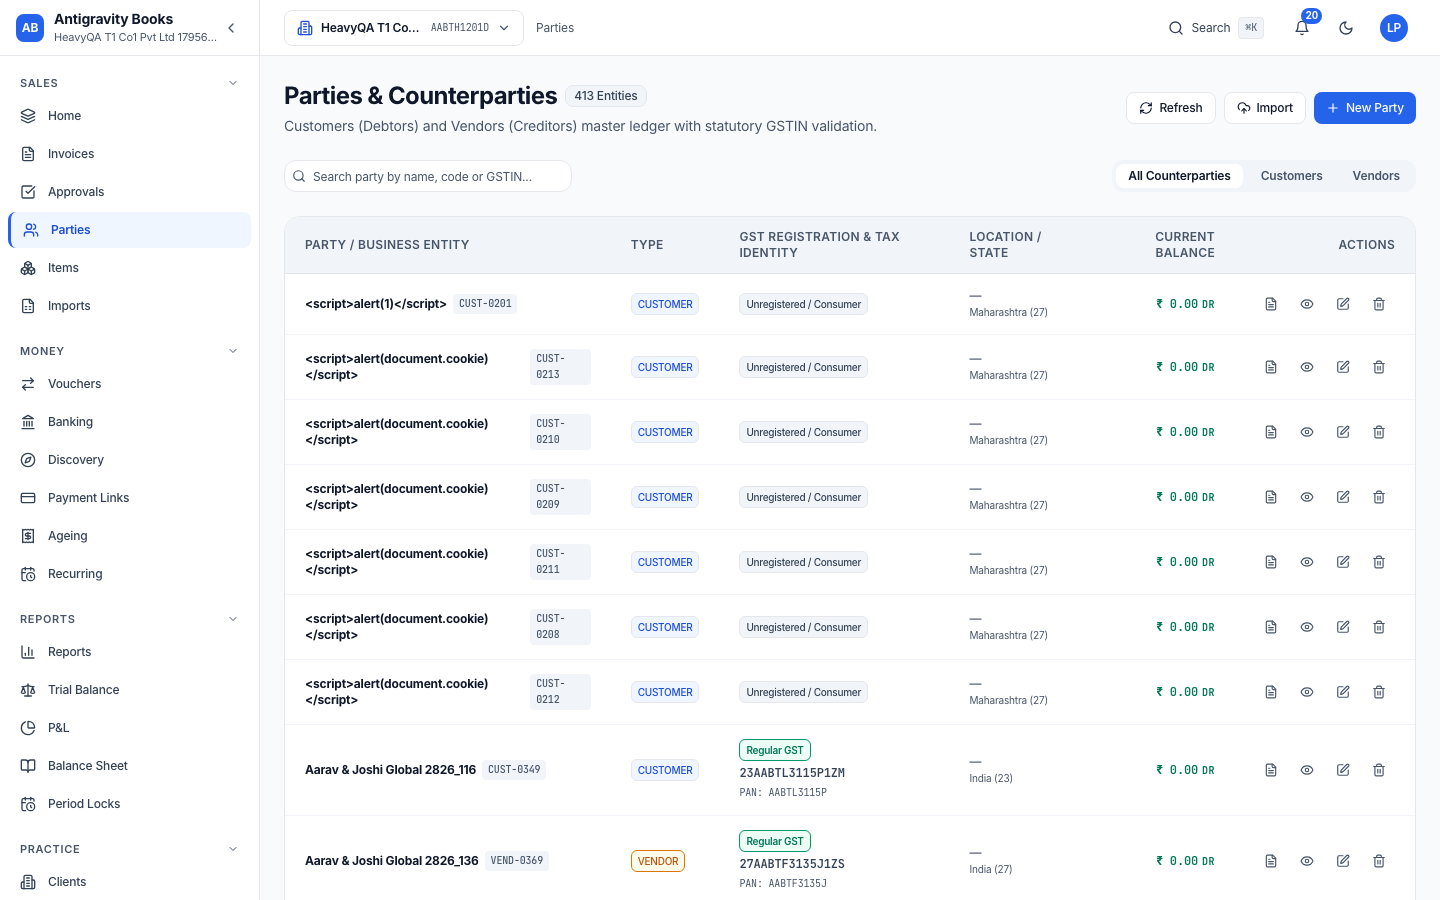 AB
Antigravity Books
HeavyQA T1 Co1 Pvt Ltd 17956...
SALES
Home
Invoices
Approvals
Parties
Items
Imports
MONEY
Vouchers
Banking
Discovery
Payment Links
Ageing
Recurring
REPORTS
Reports
Trial Balance
P&L
Balance Sheet
Period Locks
PRACTICE
Clients
HeavyQA T1 Co... AABTH1201D
Parties
Search ⌘K
20
LP
Parties & Counterparties 413 Entities
Customers (Debtors) and Vendors (Creditors) master ledger with statutory GSTIN validation.
Refresh
Import
New Party
Search party by name, code or GSTIN...
All Counterparties Customers Vendors
PARTY / BUSINESS ENTITY
TYPE
GST REGISTRATION & TAX
IDENTITY
LOCATION /
STATE
CURRENT
BALANCE
ACTIONS
<script>alert(1)</script> CUST-0201
CUSTOMER
Unregistered / Consumer
—
Maharashtra (27)
₹ 0.00 DR
<script>alert(document.cookie)
</script>
CUST-
0213
CUSTOMER
Unregistered / Consumer
—
Maharashtra (27)
₹ 0.00 DR
<script>alert(document.cookie)
</script>
CUST-
0210
CUSTOMER
Unregistered / Consumer
—
Maharashtra (27)
₹ 0.00 DR
<script>alert(document.cookie)
</script>
CUST-
0209
CUSTOMER
Unregistered / Consumer
—
Maharashtra (27)
₹ 0.00 DR
<script>alert(document.cookie)
</script>
CUST-
0211
CUSTOMER
Unregistered / Consumer
—
Maharashtra (27)
₹ 0.00 DR
<script>alert(document.cookie)
</script>
CUST-
0208
CUSTOMER
Unregistered / Consumer
—
Maharashtra (27)
₹ 0.00 DR
<script>alert(document.cookie)
</script>
CUST-
0212
CUSTOMER
Unregistered / Consumer
—
Maharashtra (27)
₹ 0.00 DR
Aarav & Joshi Global 2826_116 CUST-0349
CUSTOMER
Regular GST
23AABTL3115P1ZM
PAN: AABTL3115P
—
India (23)
₹ 0.00 DR
Aarav & Joshi Global 2826_136 VEND-0369
VENDOR
Regular GST
27AABTF3135J1ZS
PAN: AABTF3135J
—
India (27)
₹ 0.00 DR